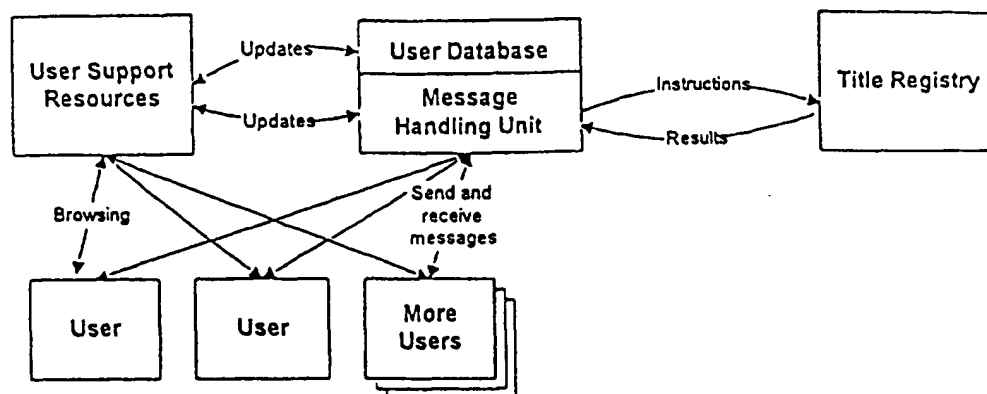 User Support
Resources
Updates
Updates
User Database
Message
Handling Unit
Instructions
Results
Title Registry
Browsing
Send and
receive
messages
User
User
More
Users